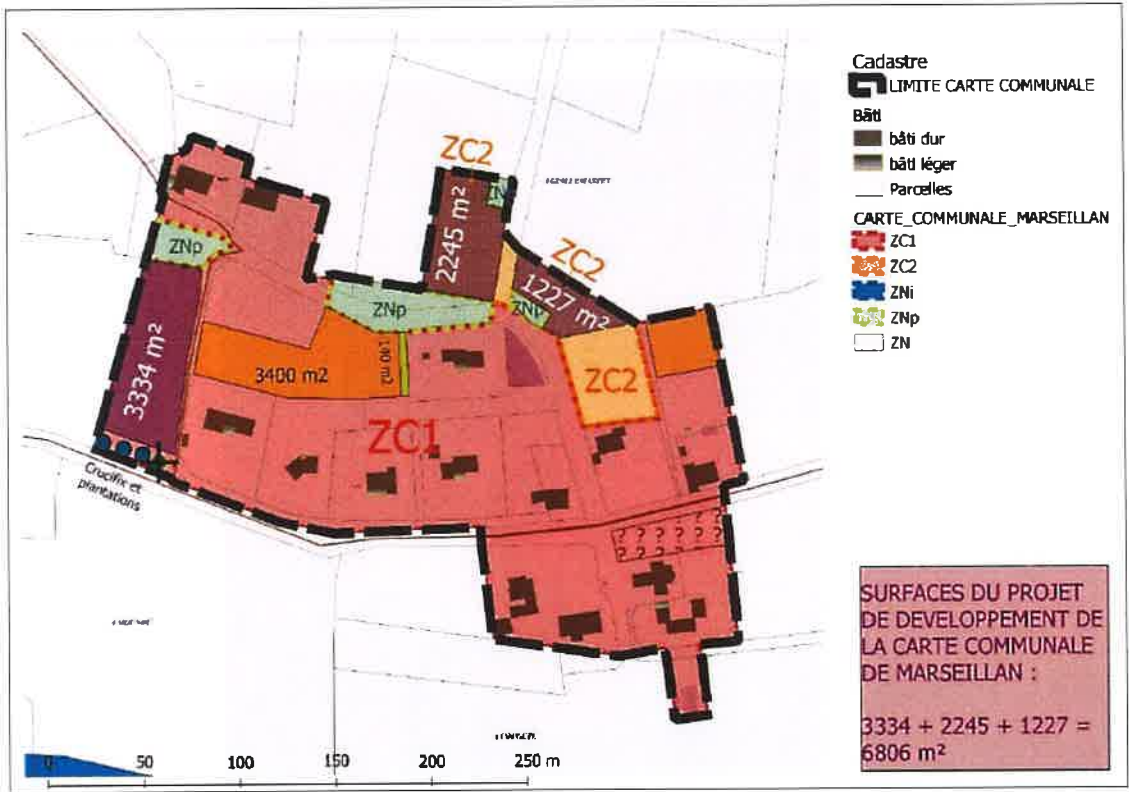 Cadastre
LIMITE CARTE COMMUNALE
Bâti
bâti dur
bâti léger
Parcelles
CARTE_COMMUNALE_MARSEILLAN
ZC1
ZC2
ZNi
ZNp
ZN
ZC2
2245 m²
ZC2
1227 m²
ZNp
3334 m²
ZNp
ZNp
3400 m2
140 m2
ZC2
ZC1
Crucifix et
plantations
? ? ? ? ? ?
? ? ? ? ? ?
SURFACES DU PROJET
DE DEVELOPPEMENT DE
LA CARTE COMMUNALE
DE MARSEILLAN :
3334 + 2245 + 1227 =
6806 m²
0 50 100 150 200 250 m